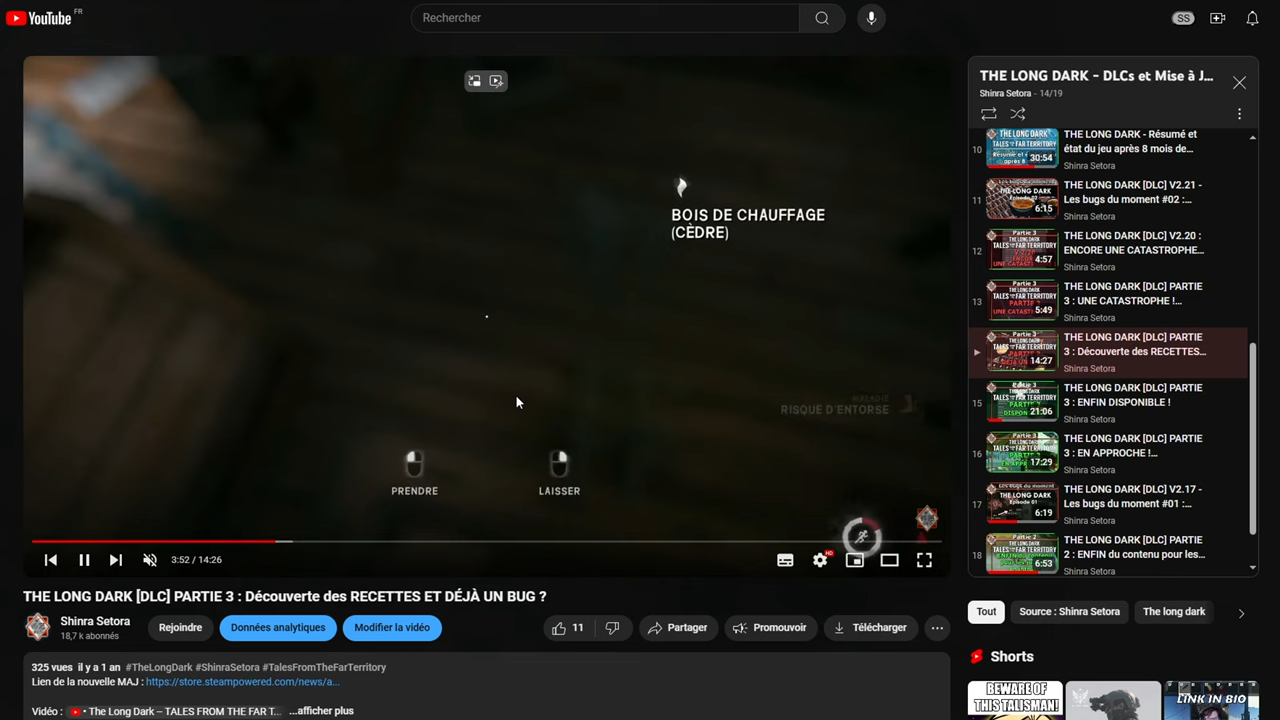 YouTube FR
Rechercher
SS
BOIS DE CHAUFFAGE
(CÈDRE)
RISQUE D'ENTORSE
PRENDRE
LAISSER
3:52 / 14:26
HD
THE LONG DARK [DLC] PARTIE 3 : Découverte des RECETTES ET DÉJÀ UN BUG ?
Shinra Setora
18,7 k abonnés
Rejoindre
Données analytiques
Modifier la vidéo
11
Partager
Promouvoir
Télécharger
325 vues il y a 1 an #TheLongDark #ShinraSetora #TalesFromTheFarTerritory
Lien de la nouvelle MAJ : https://store.steampowered.com/news/a...
Vidéo : • The Long Dark – TALES FROM THE FAR T... ...afficher plus
THE LONG DARK - DLCs et Mise à J...
Shinra Setora - 14/19
10
30:54
THE LONG DARK - Résumé et
état du jeu après 8 mois de...
Shinra Setora
11
6:15
THE LONG DARK [DLC] V2.21 -
Les bugs du moment #02 :...
Shinra Setora
12
4:57
THE LONG DARK [DLC] V2.20 :
ENCORE UNE CATASTROPHE...
Shinra Setora
13
5:49
THE LONG DARK [DLC] PARTIE
3 : UNE CATASTROPHE !...
Shinra Setora
14:27
THE LONG DARK [DLC] PARTIE
3 : Découverte des RECETTES...
Shinra Setora
15
21:06
THE LONG DARK [DLC] PARTIE
3 : ENFIN DISPONIBLE !
Shinra Setora
16
17:29
THE LONG DARK [DLC] PARTIE
3 : EN APPROCHE !...
Shinra Setora
17
6:19
THE LONG DARK [DLC] V2.17 -
Les bugs du moment #01 :...
Shinra Setora
18
6:53
THE LONG DARK [DLC] PARTIE
2 : ENFIN du contenu pour les...
Shinra Setora
Tout
Source : Shinra Setora
The long dark
Shorts
BEWARE OF
THIS TALISMAN!
LINK IN BIO